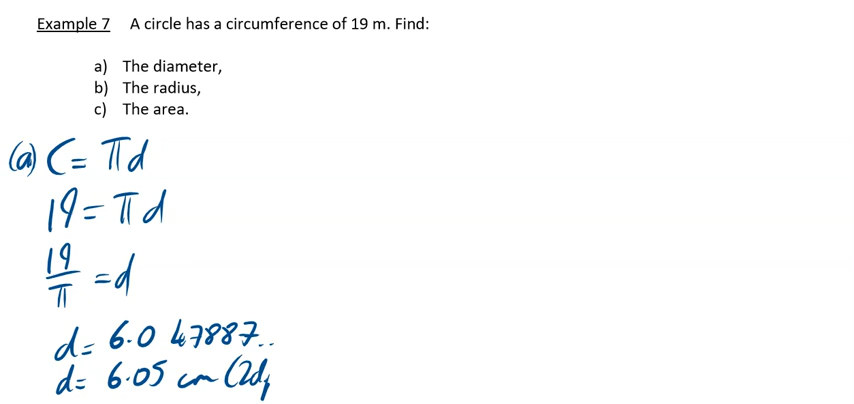 Example 7 A circle has a circumference of 19 m. Find:
a) The diameter,
b) The radius,
c) The area.
(a) C = πd
19 = πd
19/π = d
d = 6.047887..
d = 6.05 cm (2d